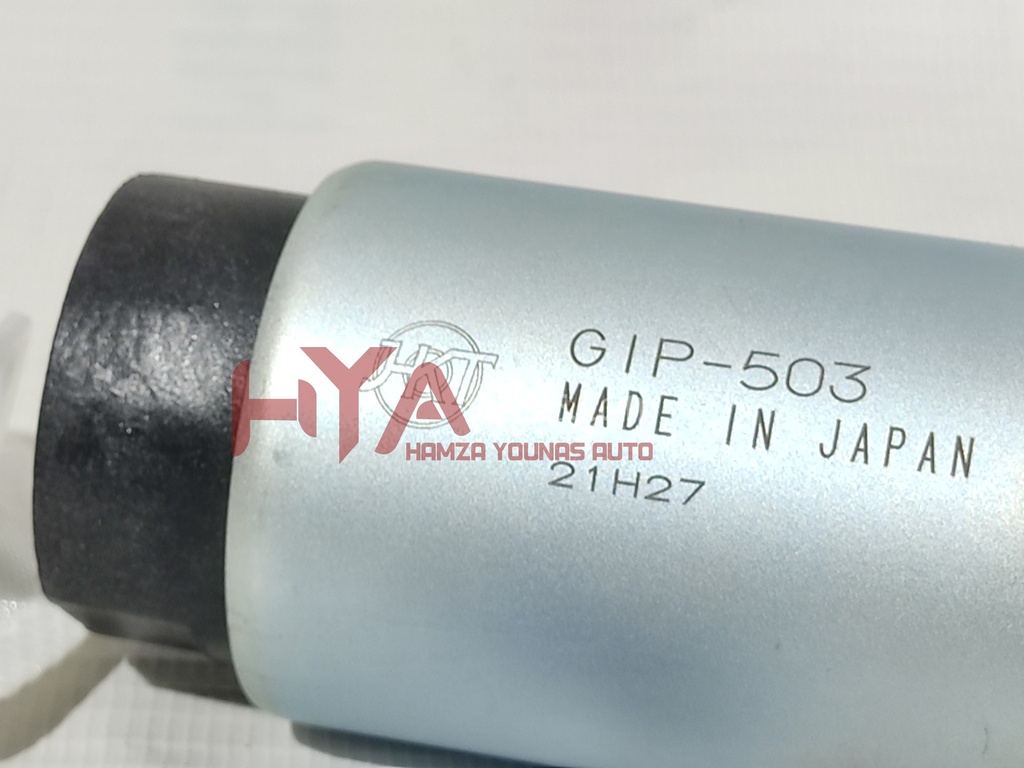 GIP-503
MADE IN JAPAN
21H27
HKT
HYA
HAMZA YOUNAS AUTO